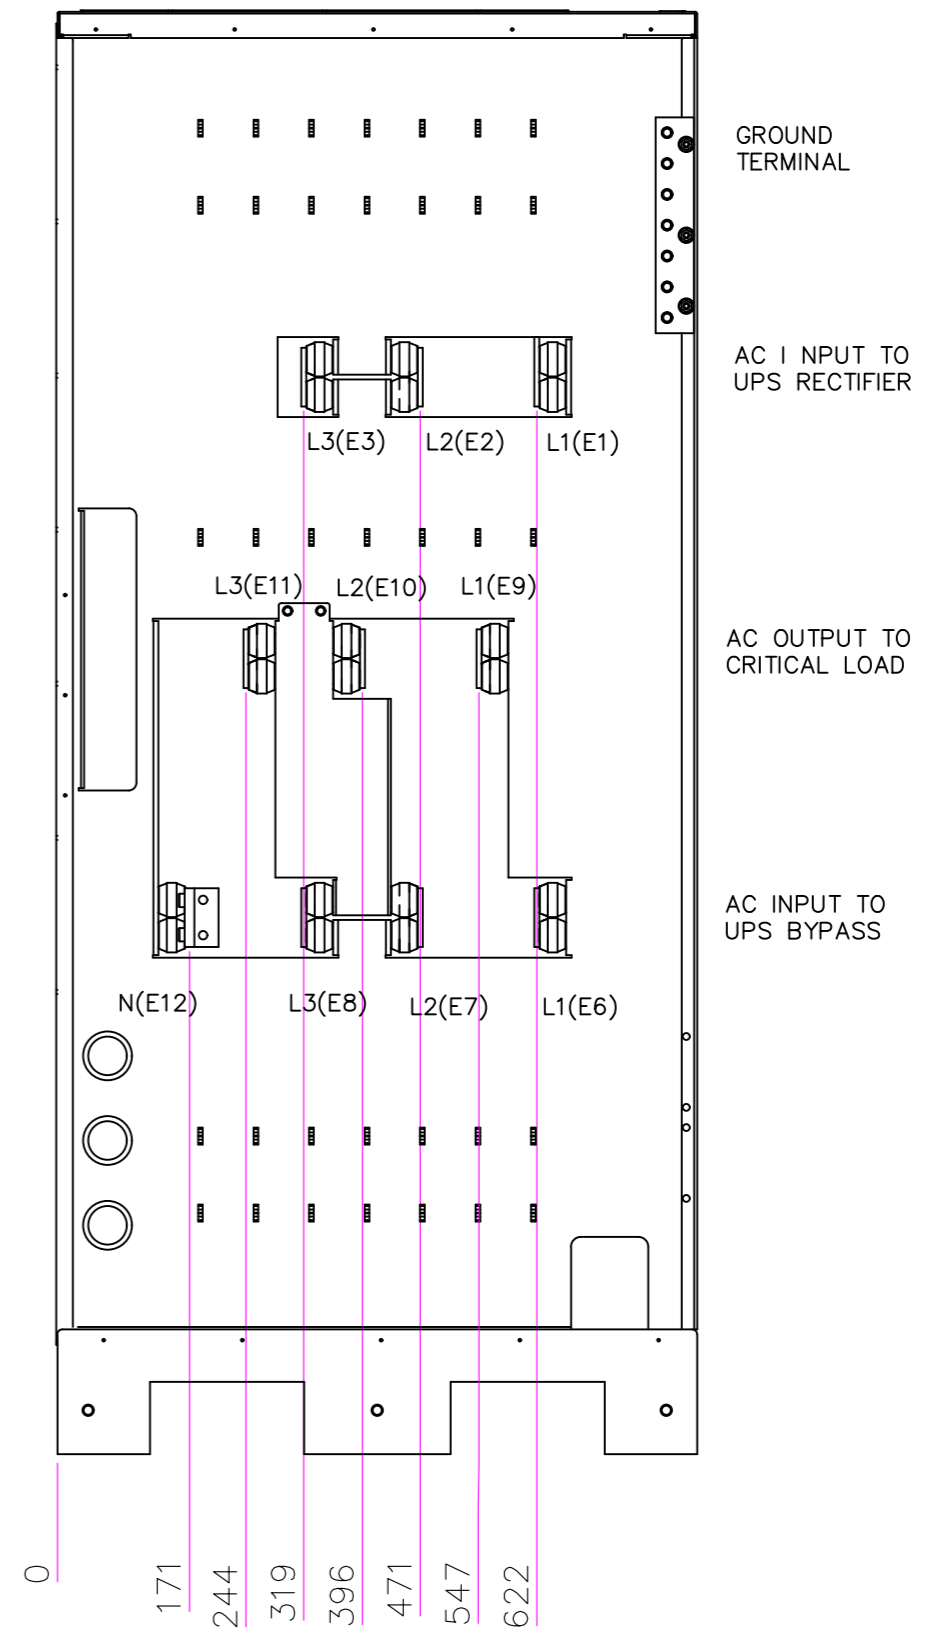 GROUND
TERMINAL
AC I NPUT TO
UPS RECTIFIER
L3(E3)
L2(E2)
L1(E1)
L3(E11)
L2(E10)
L1(E9)
AC OUTPUT TO
CRITICAL LOAD
AC INPUT TO
UPS BYPASS
N(E12)
L3(E8)
L2(E7)
L1(E6)
0
171
244
319
396
471
547
622